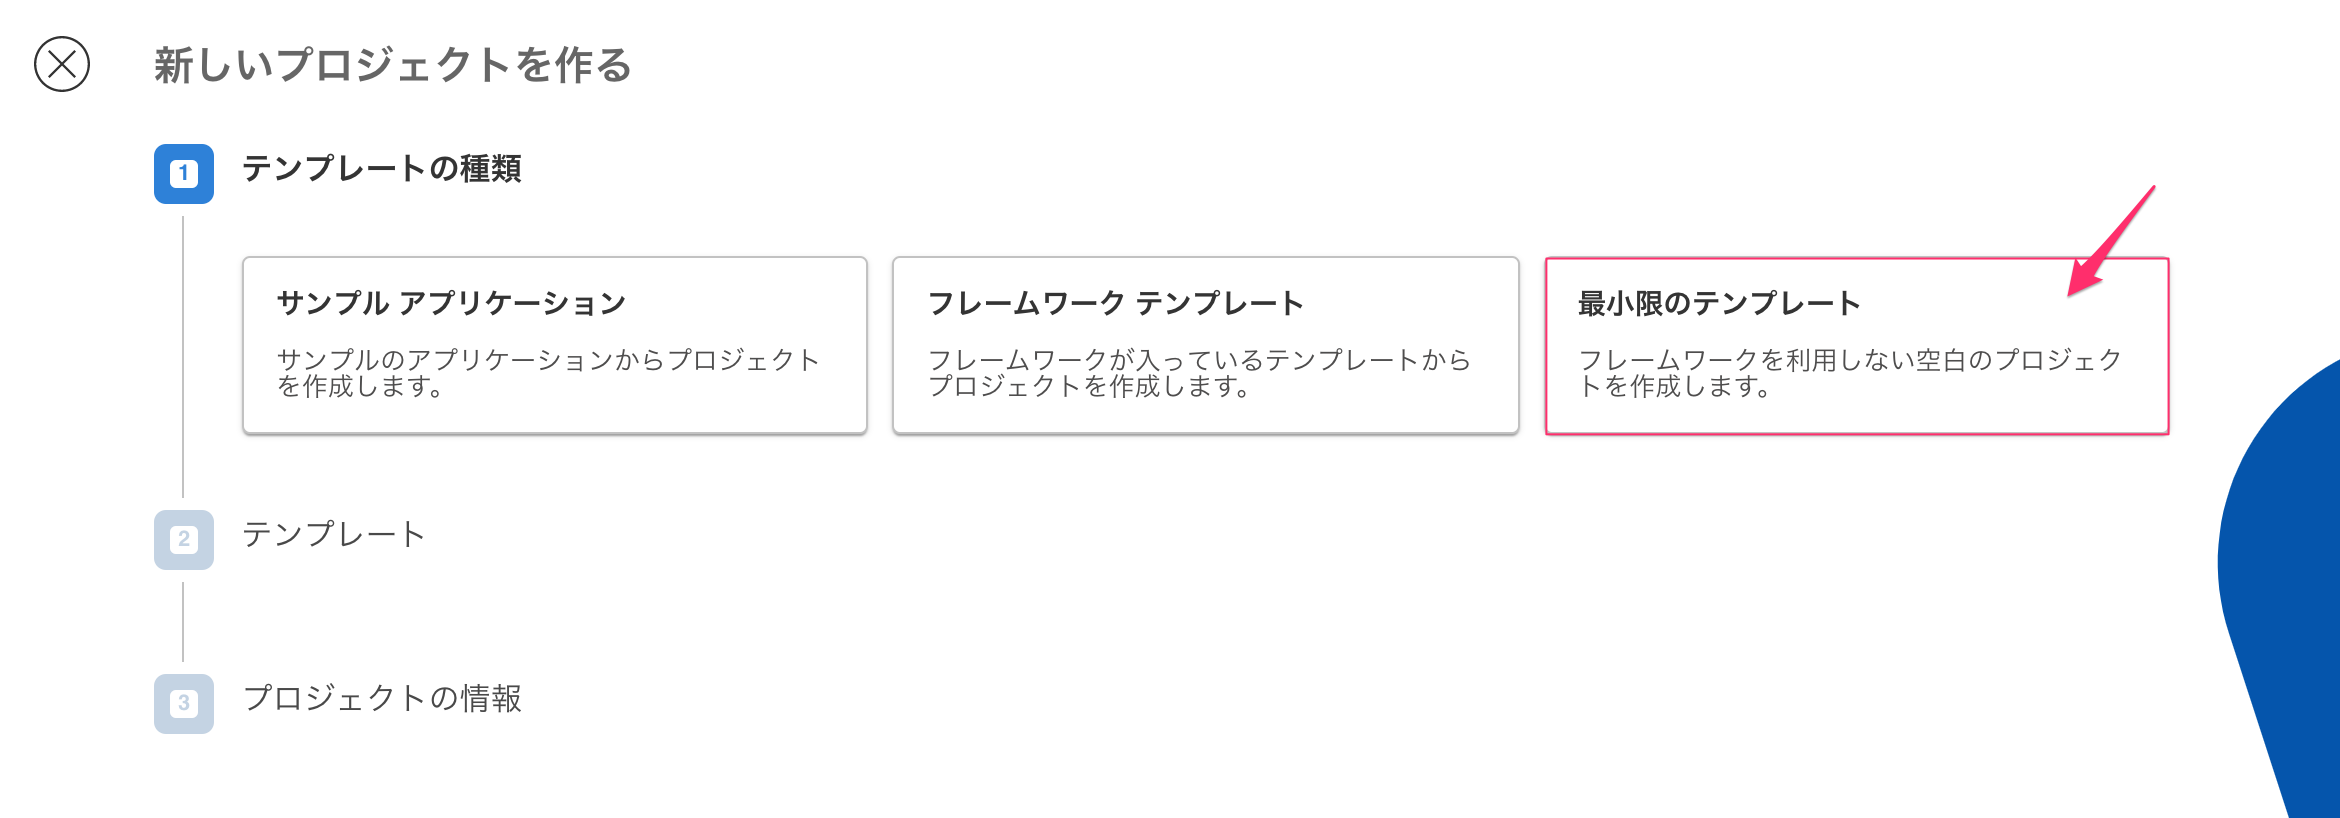 新しいプロジェクトを作る
1
テンプレートの種類
サンプル アプリケーション
サンプルのアプリケーションからプロジェクト
を作成します。
フレームワーク テンプレート
フレームワークが入っているテンプレートから
プロジェクトを作成します。
最小限のテンプレート
フレームワークを利用しない空白のプロジェク
トを作成します。
2
テンプレート
3
プロジェクトの情報